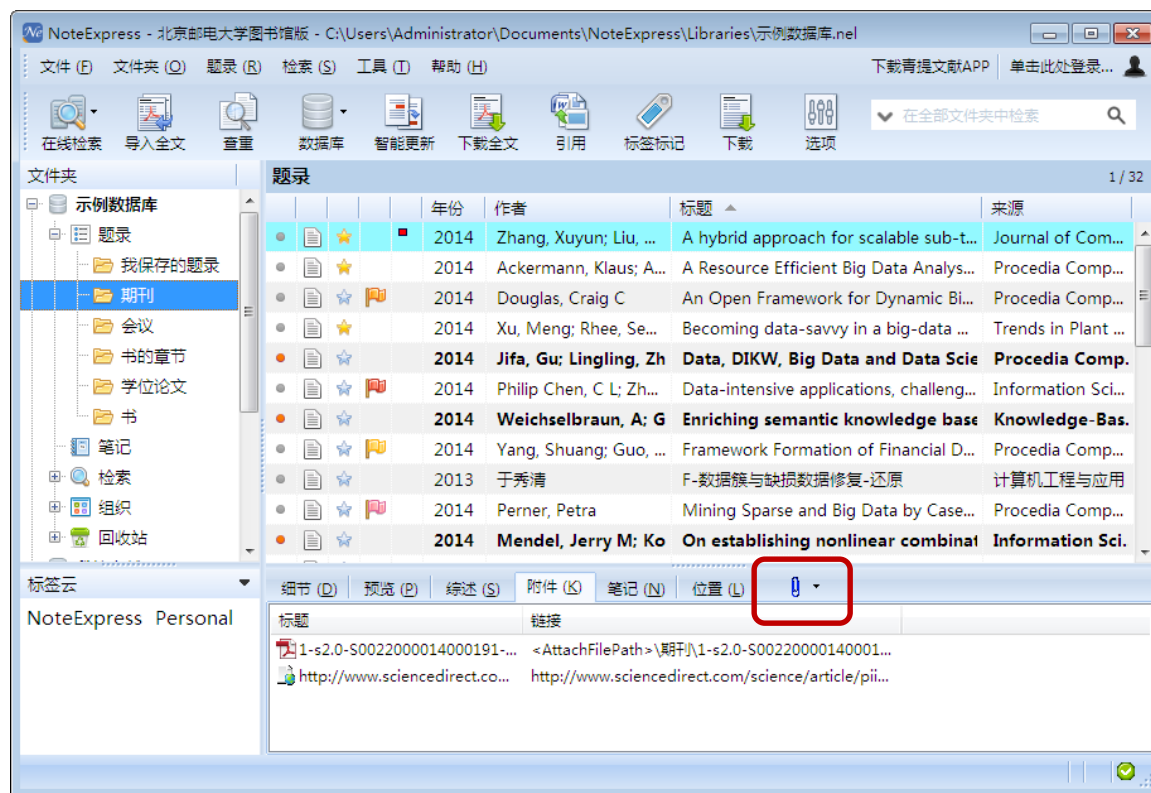 NoteExpress - 北京邮电大学图书馆版 - C:\Users\Administrator\Documents\NoteExpress\Libraries\示例数据库.nel
文件 (F) 文件夹 (O) 题录 (R) 检索 (S) 工具 (T) 帮助 (H) 下载青提文献APP 单击此处登录...
在线检索 导入全文 查重 数据库 智能更新 下载全文 引用 标签标记 下载 选项 在全部文件夹中检索
文件夹
示例数据库
题录
我保存的题录
期刊
会议
书的章节
学位论文
书
笔记
检索
组织
回收站
标签云
NoteExpress Personal
题录 1 / 32
年份 作者 标题 来源
2014 Zhang, Xuyun; Liu, ... A hybrid approach for scalable sub-t... Journal of Com...
2014 Ackermann, Klaus; A... A Resource Efficient Big Data Analys... Procedia Comp...
2014 Douglas, Craig C An Open Framework for Dynamic Bi... Procedia Comp...
2014 Xu, Meng; Rhee, Se... Becoming data-savvy in a big-data ... Trends in Plant ...
2014 Jifa, Gu; Lingling, Zh Data, DIKW, Big Data and Data Scie Procedia Comp.
2014 Philip Chen, C L; Zh... Data-intensive applications, challeng... Information Sci...
2014 Weichselbraun, A; G Enriching semantic knowledge base Knowledge-Bas.
2014 Yang, Shuang; Guo, ... Framework Formation of Financial D... Procedia Comp...
2013 于秀清 F-数据簇与缺损数据修复-还原 计算机工程与应用
2014 Perner, Petra Mining Sparse and Big Data by Case... Procedia Comp...
2014 Mendel, Jerry M; Ko On establishing nonlinear combinat Information Sci.
细节 (D) 预览 (P) 综述 (S) 附件 (K) 笔记 (N) 位置 (L)
标题 链接
1-s2.0-S0022000014000191-... <AttachFilePath>\期刊\1-s2.0-S00220000140001...
http://www.sciencedirect.co... http://www.sciencedirect.com/science/article/pii...